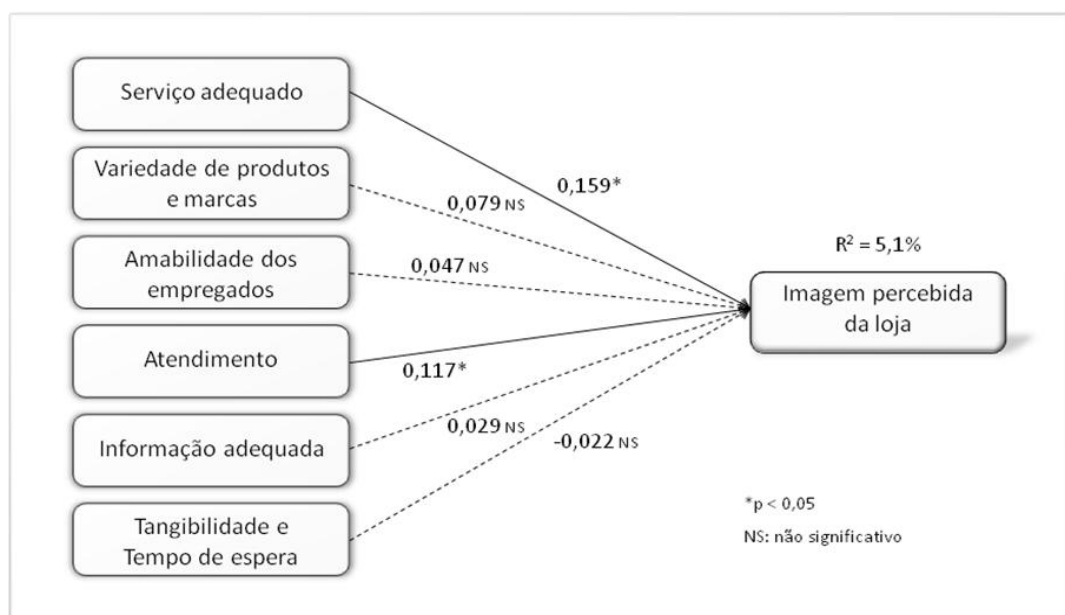 Serviço adequado
Variedade de produtos
e marcas
Amabilidade dos
empregados
Atendimento
Informação adequada
Tangibilidade e
Tempo de espera
0,159*
0,079 NS
0,047 NS
0,117*
0,029 NS
-0,022 NS
R² = 5,1%
Imagem percebida
da loja
*p < 0,05
NS: não significativo